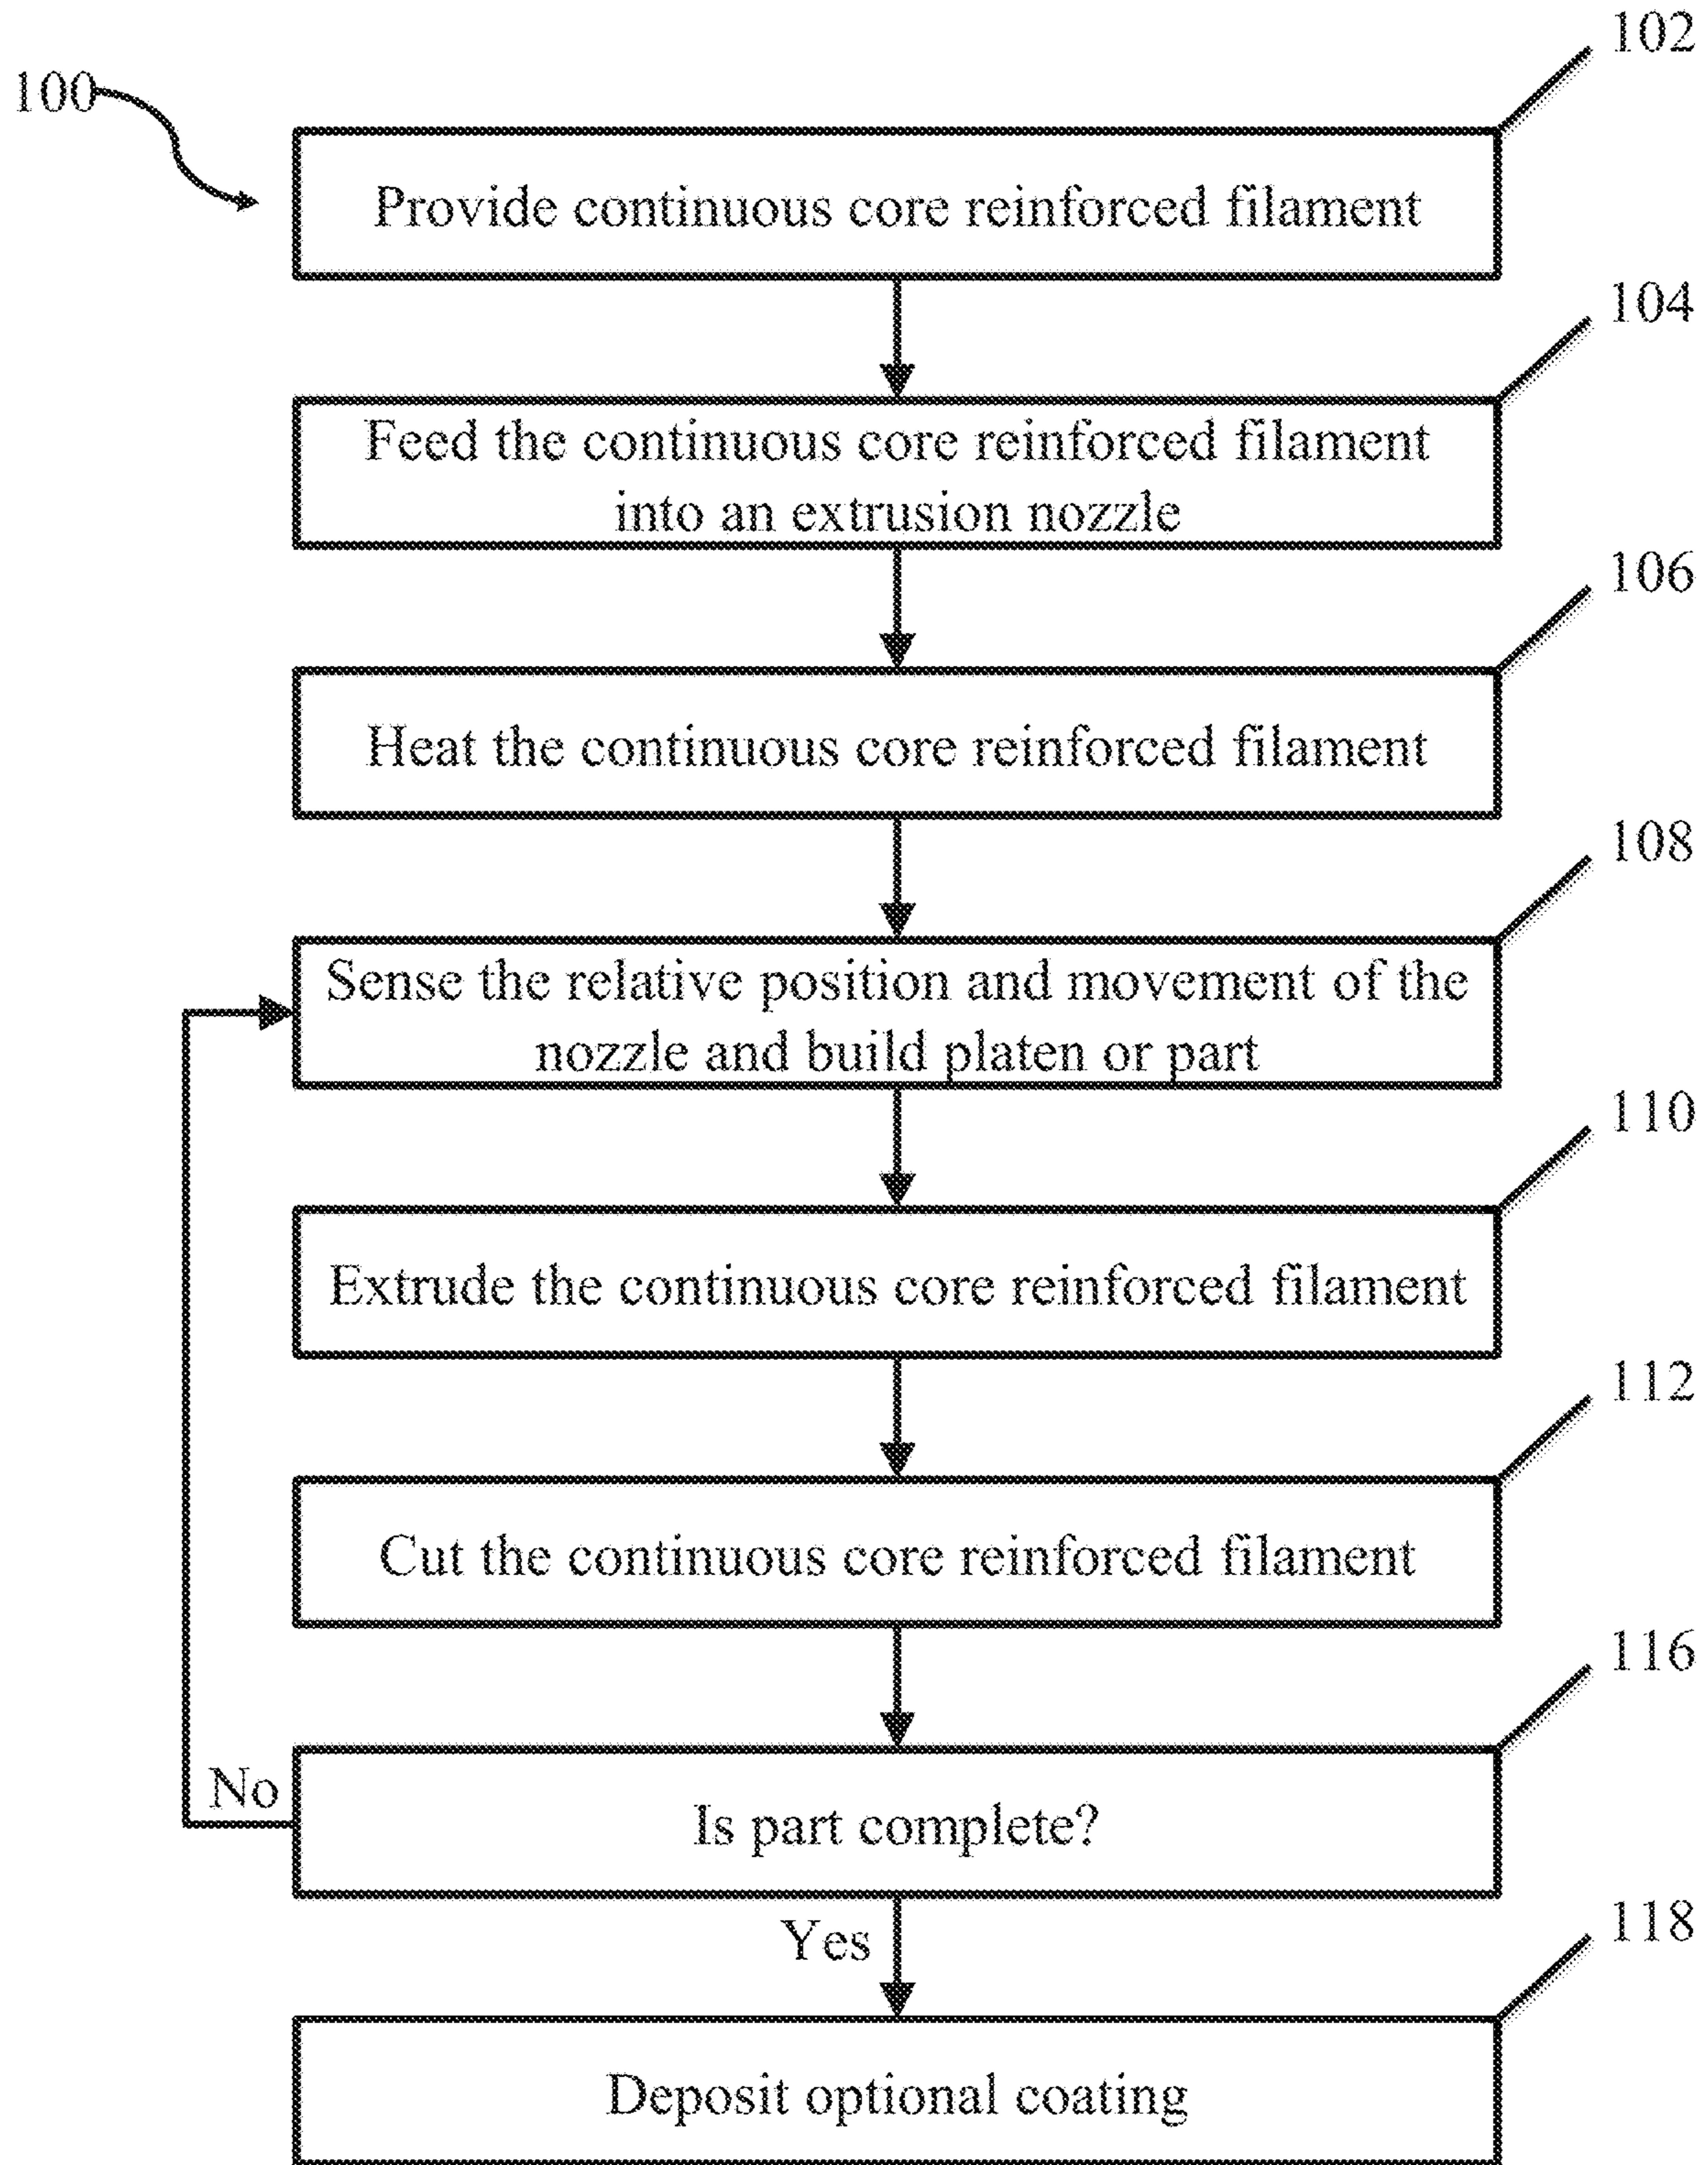 102
100
Provide continuous core reinforced filament
104
Feed the continuous core reinforced filament
into an extrusion nozzle
106
Heat the continuous core reinforced filament
108
Sense the relative position and movement of the
nozzle and build platen or part
110
Extrude the continuous core reinforced filament
112
Cut the continuous core reinforced filament
116
No
Is part complete?
118
Yes
Deposit optional coating